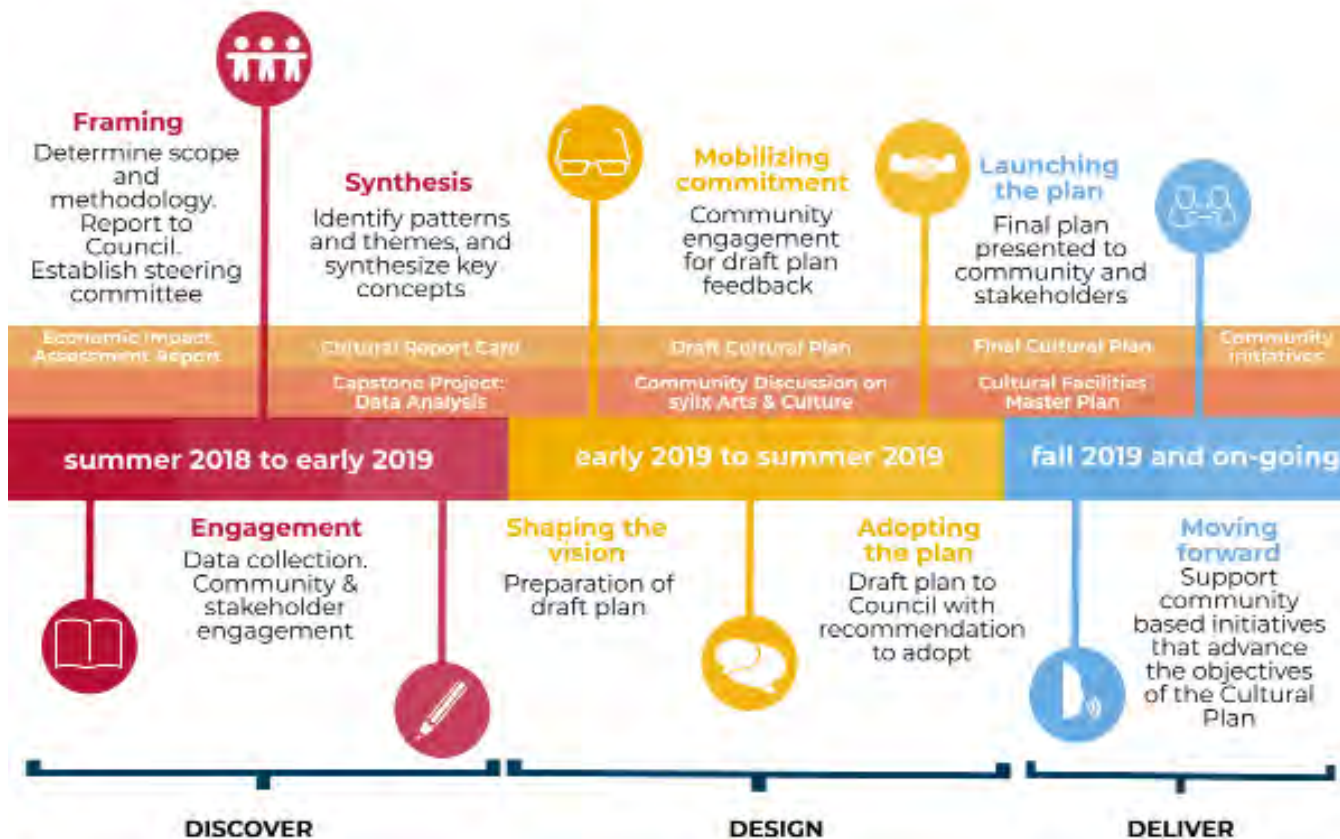 Framing
Determine scope
and
methodology.
Report to
Council.
Establish steering
committee
Synthesis
Identify patterns
and themes, and
synthesize key
concepts
Mobilizing
commitment
Community
engagement
for draft plan
feedback
Launching
the plan
Final plan
presented to
community and
stakeholders
Economic Impact
Assessment Report
Cultural Report Card
Draft Cultural Plan
Final Cultural Plan
Community
Initiatives
Capstone Project:
Data Analysis
Community Discussion on
syilx Arts & Culture
Cultural Facilities
Master Plan
summer 2018 to early 2019
early 2019 to summer 2019
fall 2019 and on-going
Engagement
Data collection.
Community &
stakeholder
engagement
Shaping the
vision
Preparation of
draft plan
Adopting
the plan
Draft plan to
Council with
recommendation
to adopt
Moving
forward
Support
community
based initiatives
that advance
the objectives
of the Cultural
Plan
DISCOVER
DESIGN
DELIVER